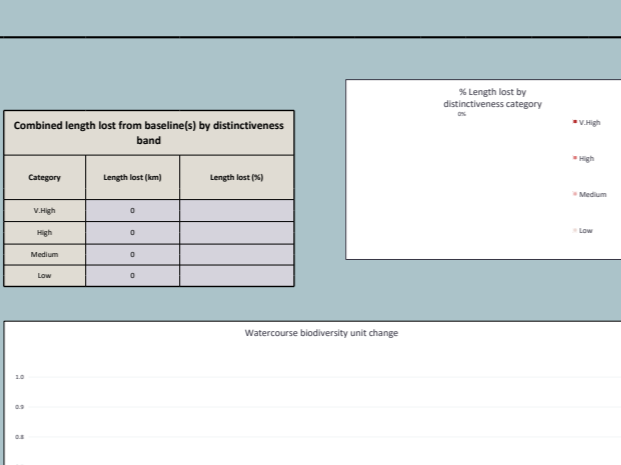 Combined length lost from baseline(s) by distinctiveness
band
Category Length lost (km) Length lost (%)
V.High 0
High 0
Medium 0
Low 0
% Length lost by
distinctiveness category
0%
V.High
High
Medium
Low
Watercourse biodiversity unit change
1.0
0.9
0.8